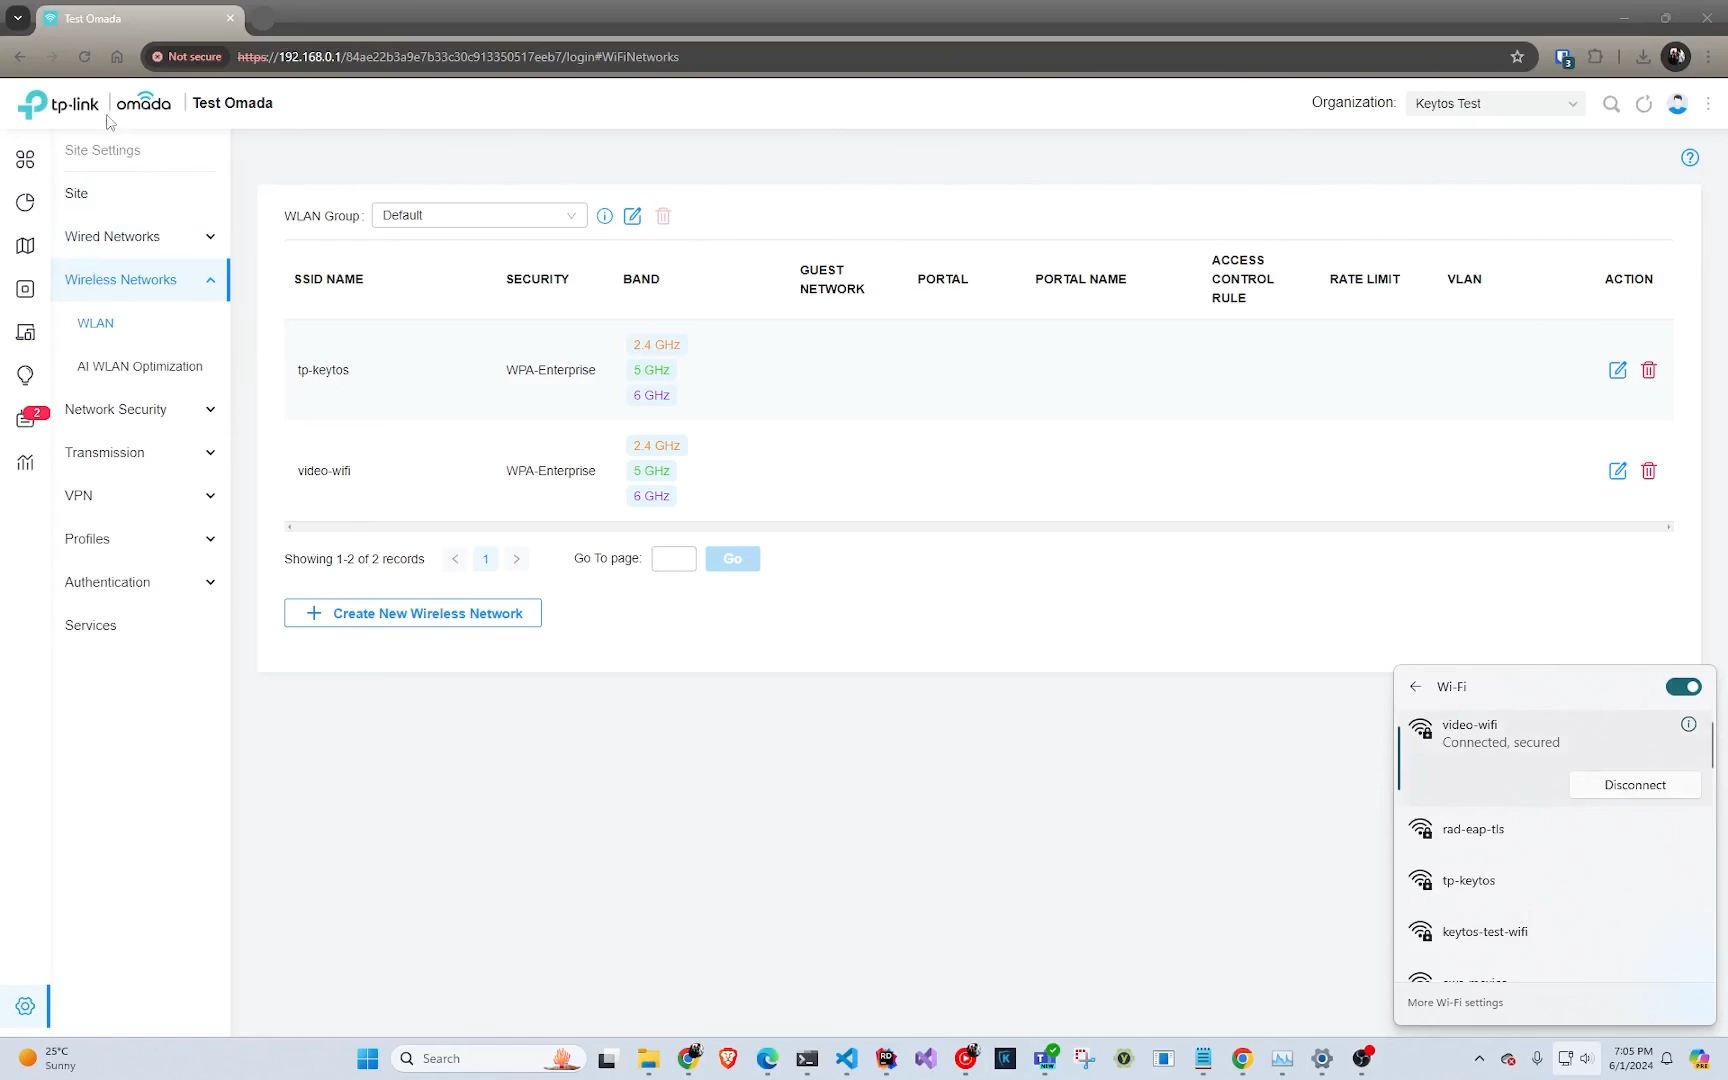 Test Omada
Not secure
https://192.168.0.1/84ae22b3a9e7b33c30c913350517eeb7/login#WiFiNetworks
3
tp-link
omada
Test Omada
Organization:
Keytos Test
Site Settings
Site
Wired Networks
Wireless Networks
WLAN
AI WLAN Optimization
Network Security
Transmission
VPN
Profiles
Authentication
Services
2
WLAN Group:
Default
SSID NAME
SECURITY
BAND
GUEST
NETWORK
PORTAL
PORTAL NAME
ACCESS
CONTROL
RULE
RATE LIMIT
VLAN
ACTION
tp-keytos
WPA-Enterprise
2.4 GHz
5 GHz
6 GHz
video-wifi
WPA-Enterprise
2.4 GHz
5 GHz
6 GHz
Showing 1-2 of 2 records
1
Go To page:
Go
Create New Wireless Network
Wi-Fi
video-wifi
Connected, secured
Disconnect
rad-eap-tls
tp-keytos
keytos-test-wifi
More Wi-Fi settings
25°C
Sunny
Search
RD
NEW
K
PRE
7:05 PM
6/1/2024